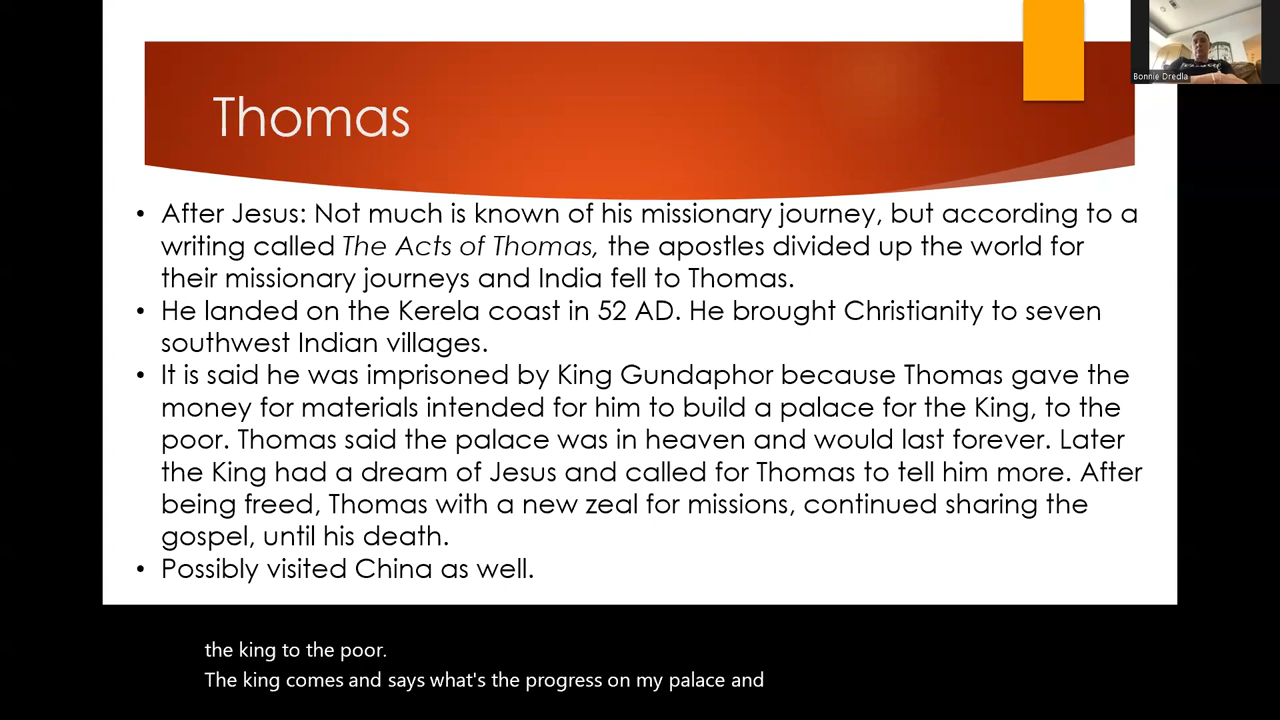 Thomas
Bonnie Dredla
• After Jesus: Not much is known of his missionary journey, but according to a
writing called The Acts of Thomas, the apostles divided up the world for
their missionary journeys and India fell to Thomas.
• He landed on the Kerela coast in 52 AD. He brought Christianity to seven
southwest Indian villages.
• It is said he was imprisoned by King Gundaphor because Thomas gave the
money for materials intended for him to build a palace for the King, to the
poor. Thomas said the palace was in heaven and would last forever. Later
the King had a dream of Jesus and called for Thomas to tell him more. After
being freed, Thomas with a new zeal for missions, continued sharing the
gospel, until his death.
• Possibly visited China as well.
the king to the poor.
The king comes and says what's the progress on my palace and